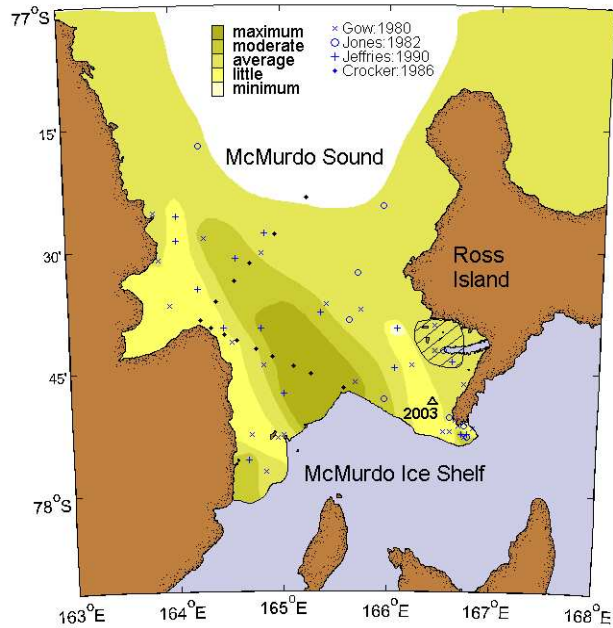 77°S
15'
30'
45'
78°S
maximum
moderate
average
little
minimum
Gow:1980
Jones:1982
Jeffries:1990
Crocker:1986
McMurdo Sound
Ross
Island
2003
McMurdo Ice Shelf
163°E
164°E
165°E
166°E
167°E
168°E